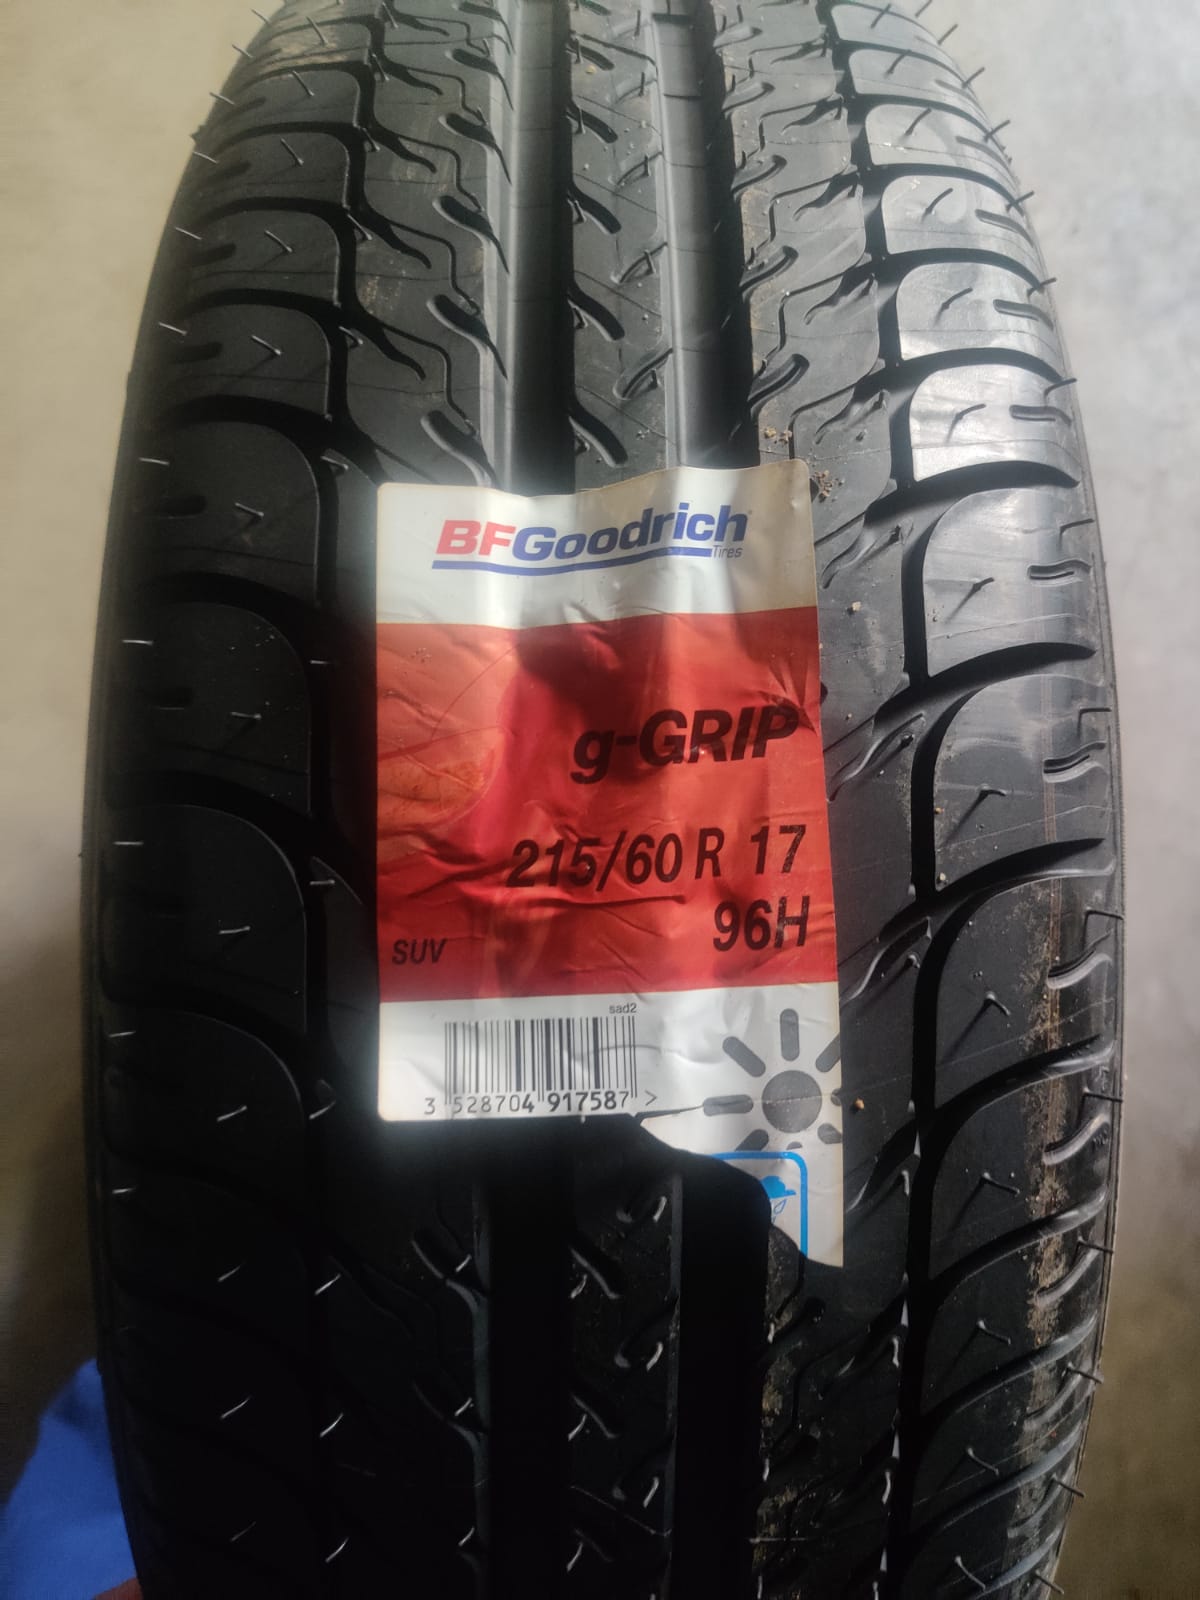 BFGoodrich
Tires
g-GRIP
215/60 R 17
96H
SUV
sad2
3 528704 917587 >